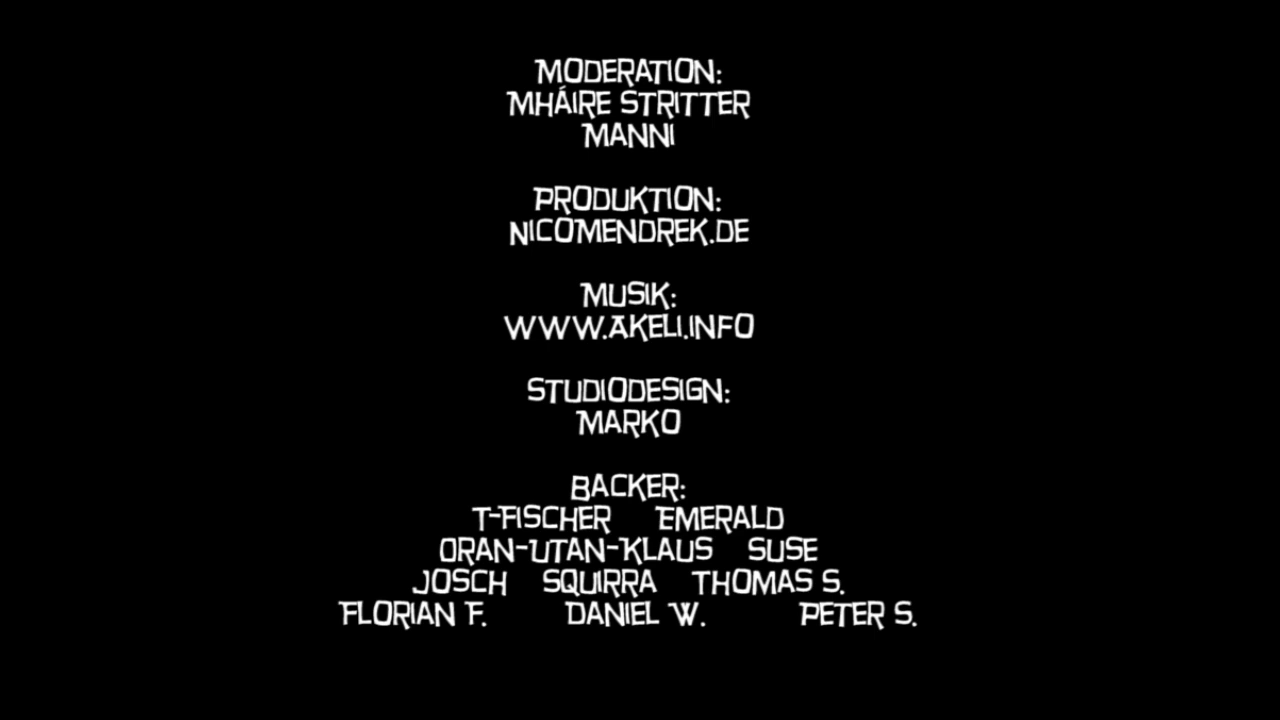 MODERATION:
MHÁIRE STRITTER
MANNI
PRODUKTION:
NICOMENDREK.DE
MUSIK:
WWW.AKELI.INFO
STUDIODESIGN:
MARKO
BACKER:
T-FISCHER EMERALD
ORAN-UTAN-KLAUS SUSE
JOSCH SQUIRRA THOMAS S.
FLORIAN F. DANIEL W. PETER S.